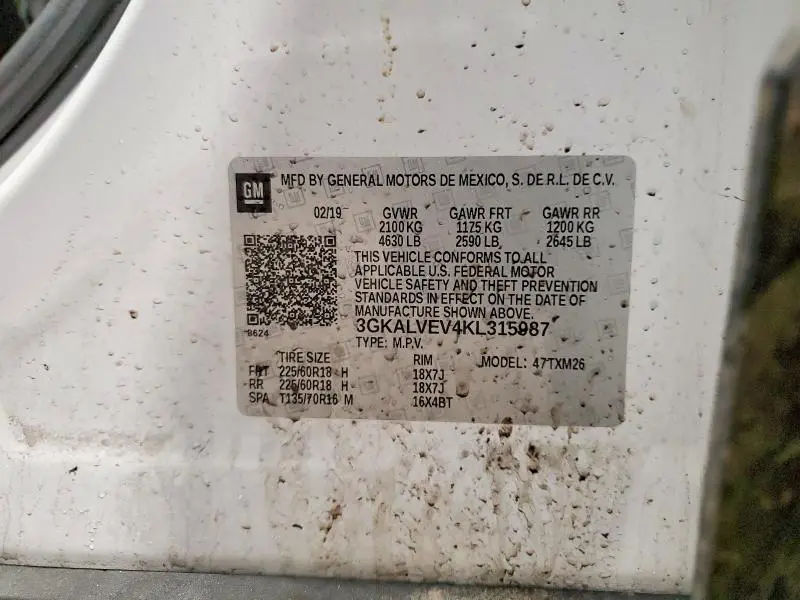 GM
MFD BY GENERAL MOTORS DE MEXICO, S. DE R.L. DE C.V.
02/19 GVWR GAWR FRT GAWR RR
2100 KG 1175 KG 1200 KG
4630 LB 2590 LB 2645 LB
THIS VEHICLE CONFORMS TO ALL
APPLICABLE U.S. FEDERAL MOTOR
VEHICLE SAFETY AND THEFT PREVENTION
STANDARDS IN EFFECT ON THE DATE OF
MANUFACTURE SHOWN ABOVE.
8624
3GKALVEV4KL315987
TYPE: M.P.V.
TIRE SIZE RIM MODEL: 47TXM26
FRT 225/60R18 H 18X7J
RR 225/60R18 H 18X7J
SPA T135/70R16 M 16X4BT